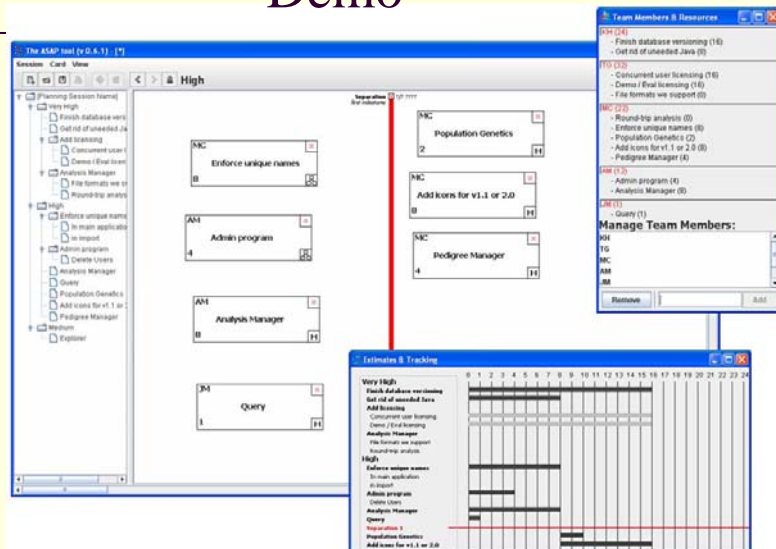 Demo
The ASAP tool (v 0.6.1) - [*]
Session Card View
High
[Planning Session Name]
Very High
Finish database vers
Get rid of uneeded Ja
Add licensing
Concurrent user l
Demo / Eval licen
Analysis Manager
File formats we s
Round-trip analys
High
Enforce unique name
In main applicatio
in import
Admin program
Delete Users
Analysis Manager
Query
Population Genetics
Add icons for v1.1 or 2
Pedigree Manager
Medium
Explorer
Separation
MC
Enforce unique names
8
AM
Admin program
4
AM
Analysis Manager
8
H
JM
Query
1
H
MC
Population Genetics
2
H
MC
Add icons for v1.1 or 2.0
8
H
MC
Pedigree Manager
4
H
Team Members & Resources
KH (24)
- Finish database versioning (16)
- Get rid of uneeded Java (8)
TG (32)
- Concurrent user licensing (16)
- Demo / Eval licensing (16)
- File formats we support (0)
MC (22)
- Round-trip analysis (0)
- Enforce unique names (8)
- Population Genetics (2)
- Add icons for v1.1 or 2.0 (8)
- Pedigree Manager (4)
AM (12)
- Admin program (4)
- Analysis Manager (8)
JM (1)
- Query (1)
Manage Team Members:
KH
TG
MC
AM
JM
Remove Add
Estimates & Tracking
0 1 2 3 4 5 6 7 8 9 10 11 12 13 14 15 16 17 18 19 20 21 22 23 24
Very High
Finish database versioning
Get rid of uneeded Java
Add licensing
Concurrent user licensing
Demo / Eval licensing
Analysis Manager
File formats we support
Round-trip analysis
High
Enforce unique names
In main application
in import
Admin program
Delete Users
Analysis Manager
Query
Separation 1
Population Genetics
Add icons for v1.1 or 2.0